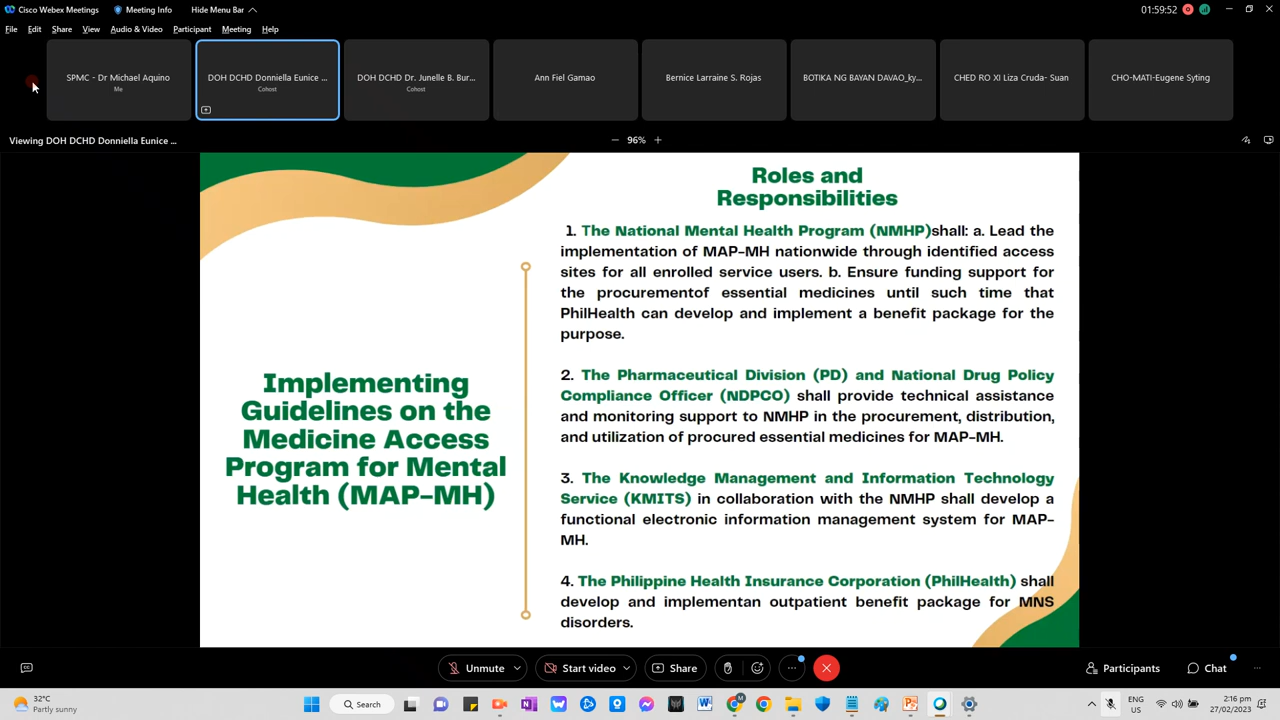 Cisco Webex Meetings Meeting Info Hide Menu Bar 01:59:52
File Edit Share View Audio & Video Participant Meeting Help
SPMC - Dr Michael Aquino
Me
DOH DCHD Donniella Eunice ...
Cohost
DOH DCHD Dr. Junelle B. Bur...
Cohost
Ann Fiel Gamao
Bernice Larraine S. Rojas
BOTIKA NG BAYAN DAVAO_ky...
CHED RO XI Liza Cruda- Suan
CHO-MATI-Eugene Syting
Viewing DOH DCHD Donniella Eunice ...
96%
Implementing
Guidelines on the
Medicine Access
Program for Mental
Health (MAP-MH)
Roles and
Responsibilities
1. The National Mental Health Program (NMHP)shall: a. Lead the
implementation of MAP-MH nationwide through identified access
sites for all enrolled service users. b. Ensure funding support for
the procurementof essential medicines until such time that
PhilHealth can develop and implement a benefit package for the
purpose.
2. The Pharmaceutical Division (PD) and National Drug Policy
Compliance Officer (NDPCO) shall provide technical assistance
and monitoring support to NMHP in the procurement, distribution,
and utilization of procured essential medicines for MAP-MH.
3. The Knowledge Management and Information Technology
Service (KMITS) in collaboration with the NMHP shall develop a
functional electronic information management system for MAP-
MH.
4. The Philippine Health Insurance Corporation (PhilHealth) shall
develop and implementan outpatient benefit package for MNS
disorders.
Unmute Start video Share Participants Chat
32°C
Partly sunny
Search
ENG
US
2:16 pm
27/02/2023